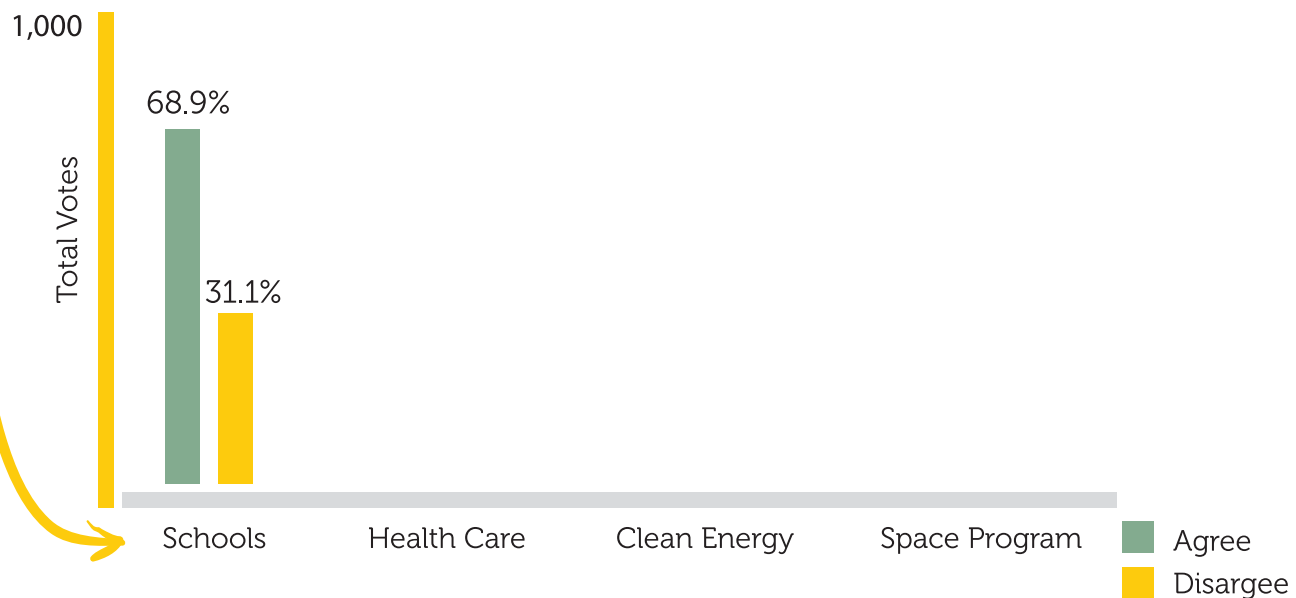 1,000
68.9%
Total Votes
31.1%
Schools
Health Care
Clean Energy
Space Program
Agree
Disargee